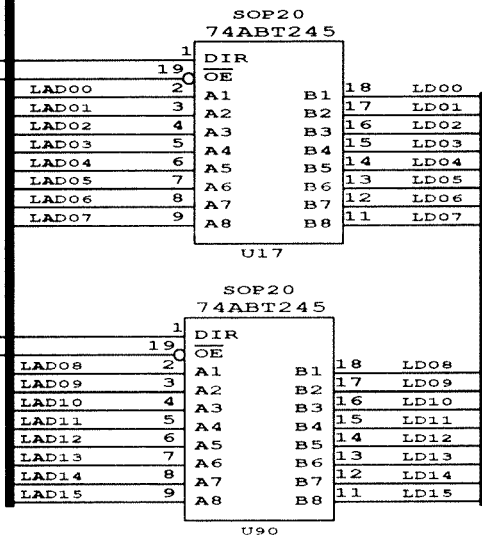 SOP20
74ABT245
1 DIR
19 OE
LAD00 2 A1 B1 18 LD00
LAD01 3 A2 B2 17 LD01
LAD02 4 A3 B3 16 LD02
LAD03 5 A4 B4 15 LD03
LAD04 6 A5 B5 14 LD04
LAD05 7 A6 B6 13 LD05
LAD06 8 A7 B7 12 LD06
LAD07 9 A8 B8 11 LD07
U17
SOP20
74ABT245
1 DIR
19 OE
LAD08 2 A1 B1 18 LD08
LAD09 3 A2 B2 17 LD09
LAD10 4 A3 B3 16 LD10
LAD11 5 A4 B4 15 LD11
LAD12 6 A5 B5 14 LD12
LAD13 7 A6 B6 13 LD13
LAD14 8 A7 B7 12 LD14
LAD15 9 A8 B8 11 LD15
U90